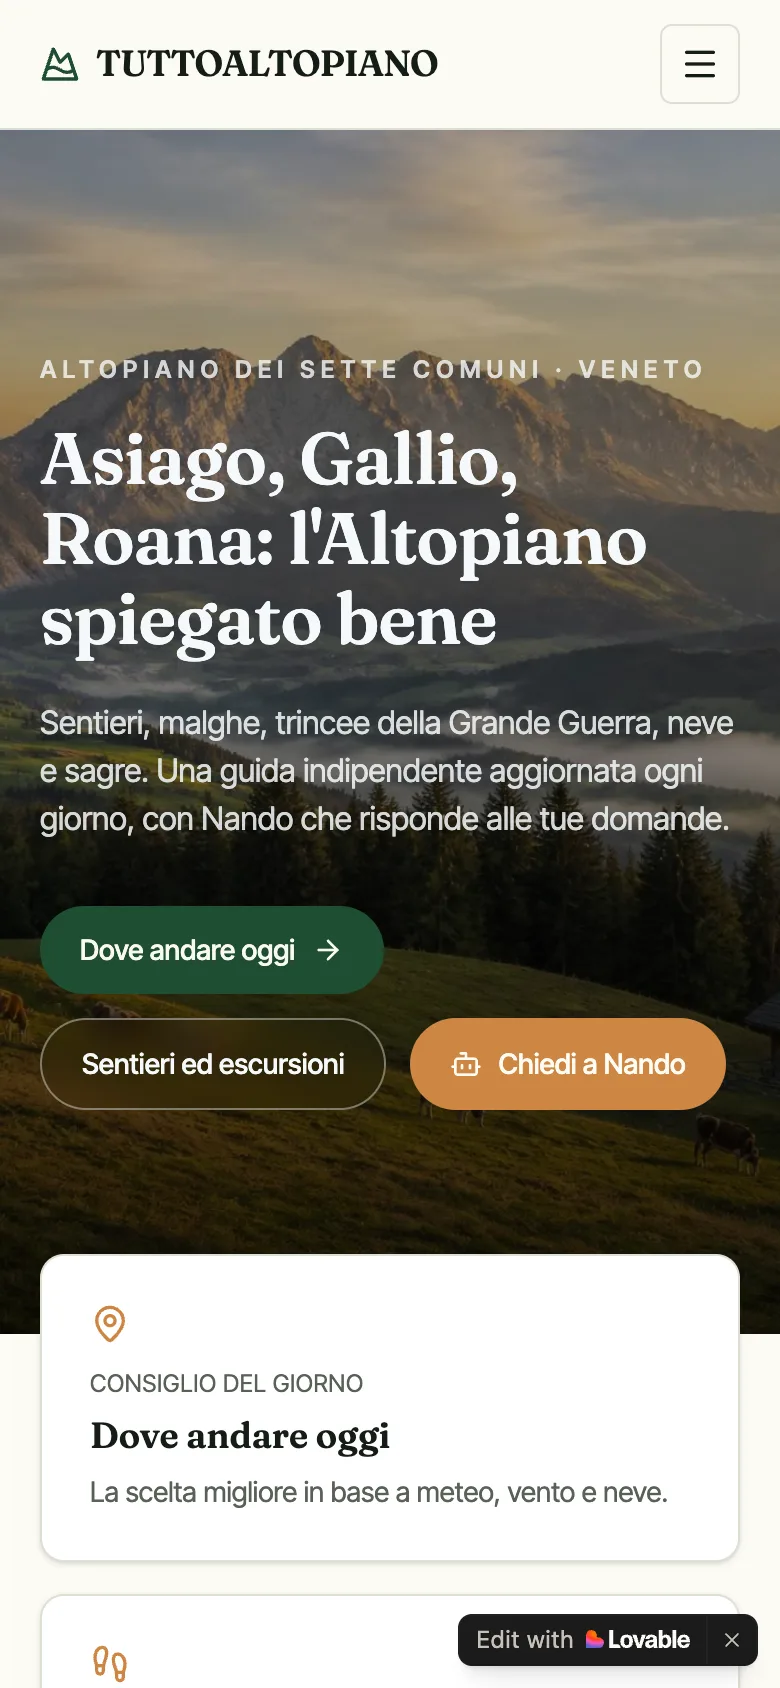 TUTTOALTOPIANO
ALTOPIANO DEI SETTE COMUNI · VENETO
Asiago, Gallio,
Roana: l'Altopiano
spiegato bene
Sentieri, malghe, trincee della Grande Guerra, neve
e sagre. Una guida indipendente aggiornata ogni
giorno, con Nando che risponde alle tue domande.
Dove andare oggi
Sentieri ed escursioni
Chiedi a Nando
CONSIGLIO DEL GIORNO
Dove andare oggi
La scelta migliore in base a meteo, vento e neve.
Edit with Lovable